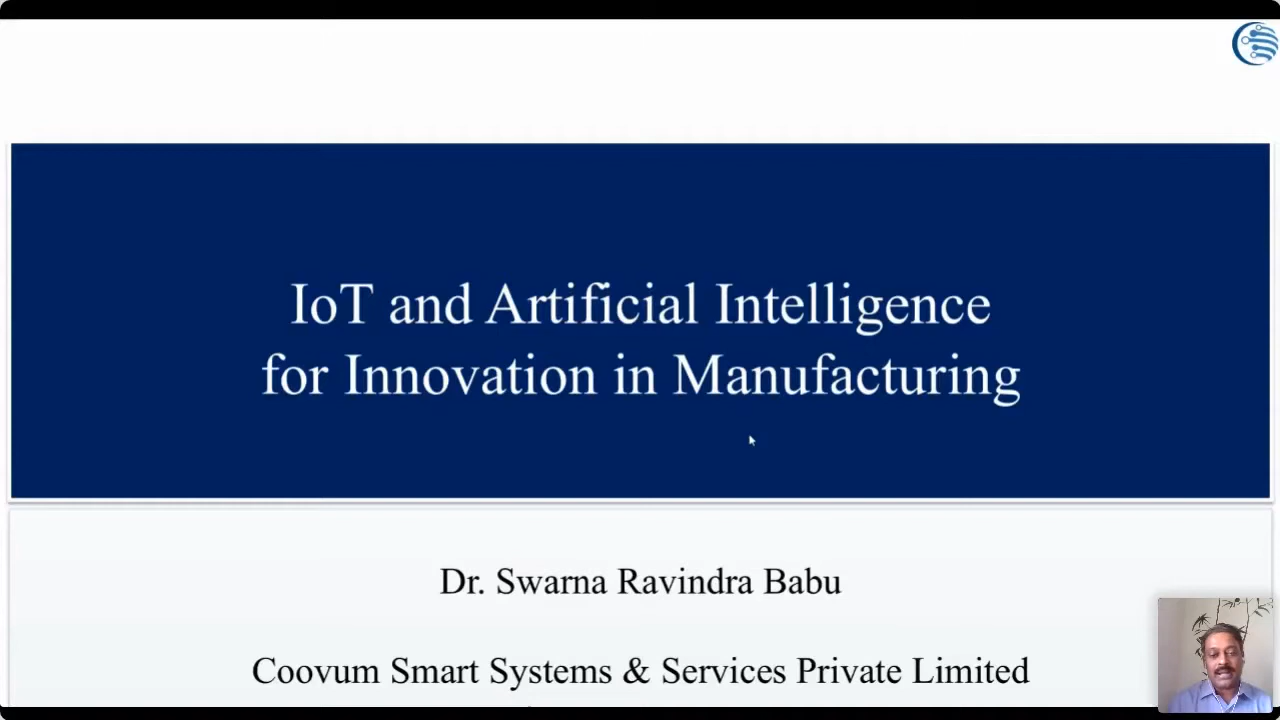 IoT and Artificial Intelligence
for Innovation in Manufacturing
Dr. Swarna Ravindra Babu
Coovum Smart Systems & Services Private Limited